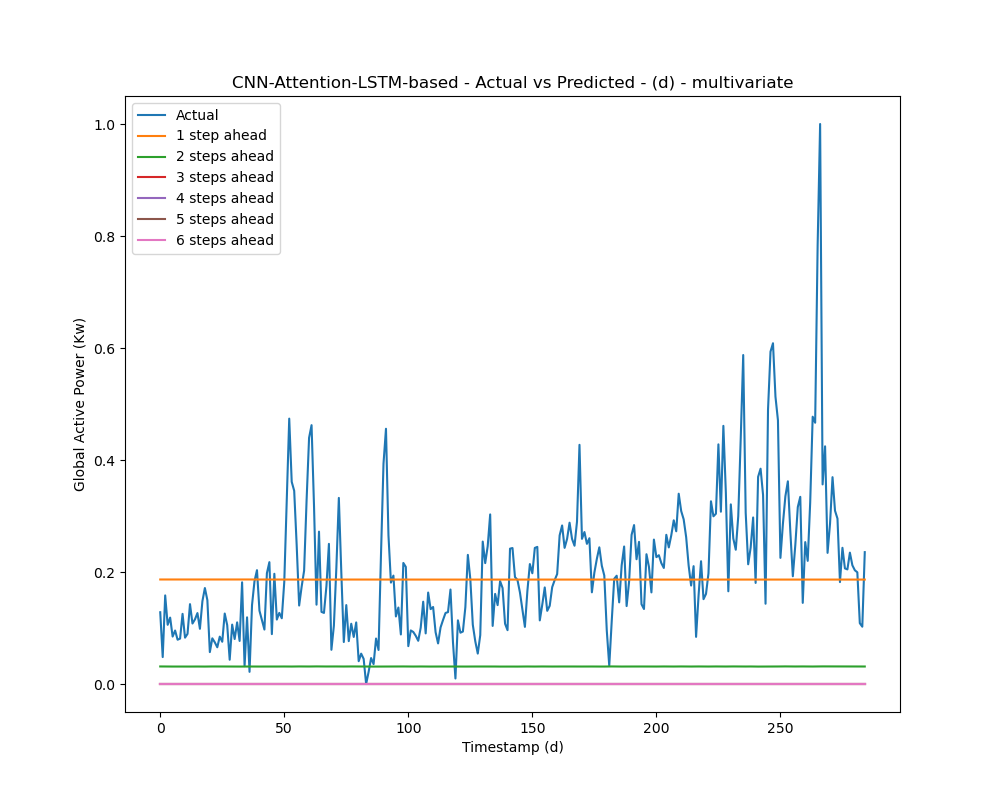 CNN-Attention-LSTM-based - Actual vs Predicted - (d) - multivariate
Actual
1 step ahead
2 steps ahead
3 steps ahead
4 steps ahead
5 steps ahead
6 steps ahead
1.0
0.8
0.6
0.4
0.2
0.0
Global Active Power (Kw)
0 50 100 150 200 250
Timestamp (d)